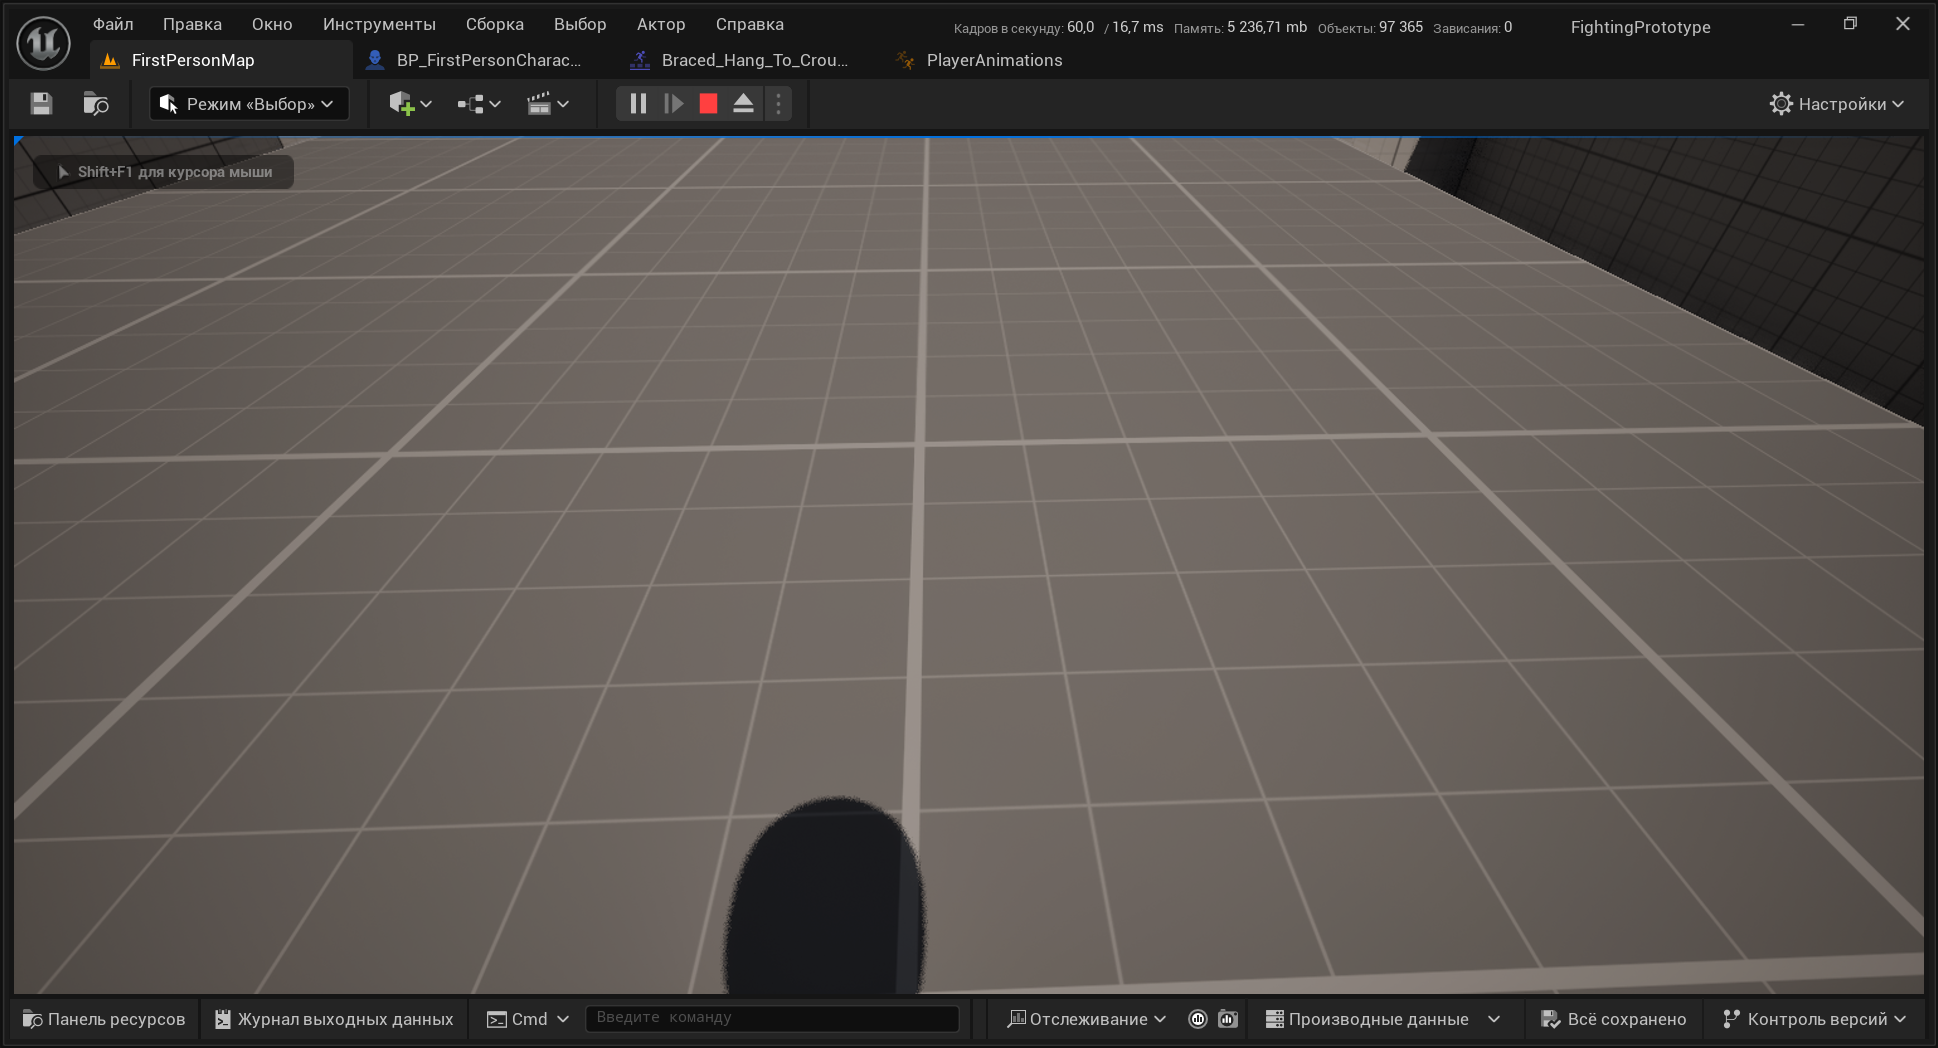 Файл Правка Окно Инструменты Сборка Выбор Актор Справка Кадров в секунду: 60,0 / 16,7 ms Память: 5 236,71 mb Объекты: 97 365 Зависания: 0 FightingPrototype
FirstPersonMap BP_FirstPersonCharac... Braced_Hang_To_Crou... PlayerAnimations
Режим «Выбор» Настройки
Shift+F1 для курсора мыши
Панель ресурсов Журнал выходных данных Cmd Введите команду Отслеживание Производные данные Всё сохранено Контроль версий